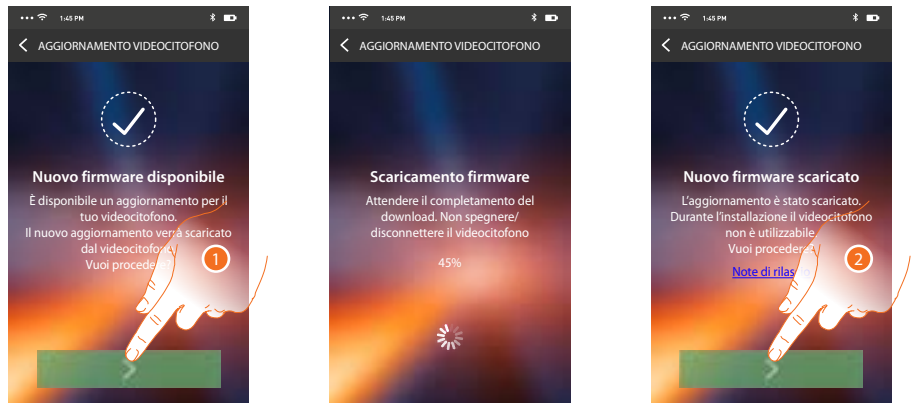 1:45 PM
AGGIORNAMENTO VIDEOCITOFONO
Nuovo firmware disponibile
È disponibile un aggiornamento per il
tuo videocitofono.
Il nuovo aggiornamento verrà scaricato
dal videocitofono.
Vuoi procedere
1
1:45 PM
AGGIORNAMENTO VIDEOCITOFONO
Scaricamento firmware
Attendere il completamento del
download. Non spegnere/
disconnettere il videocitofono
45%
1:45 PM
AGGIORNAMENTO VIDEOCITOFONO
Nuovo firmware scaricato
L'aggiornamento è stato scaricato.
Durante l'installazione il videocitofono
non è utilizzabile
Vuoi procedere?
Note di rilascio
2